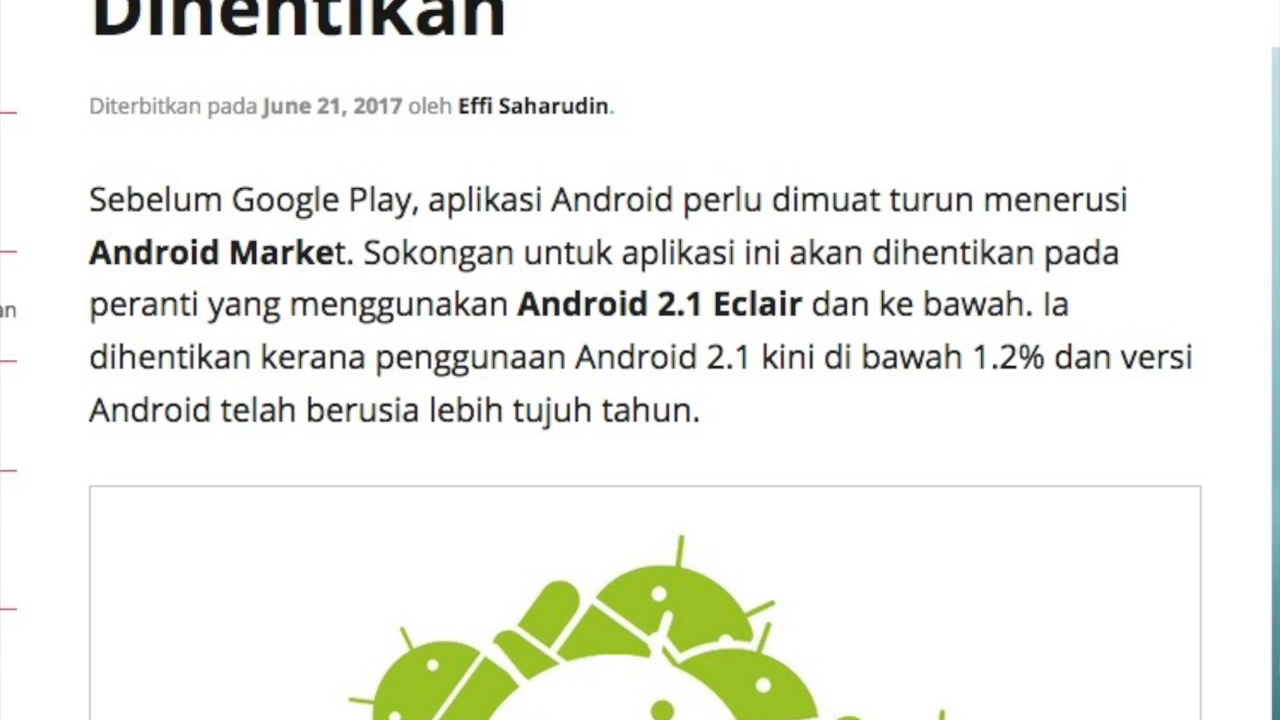 Dihentikan
Diterbitkan pada June 21, 2017 oleh Effi Saharudin.
Sebelum Google Play, aplikasi Android perlu dimuat turun menerusi
Android Market. Sokongan untuk aplikasi ini akan dihentikan pada
peranti yang menggunakan Android 2.1 Eclair dan ke bawah. Ia
an
dihentikan kerana penggunaan Android 2.1 kini di bawah 1.2% dan versi
Android telah berusia lebih tujuh tahun.